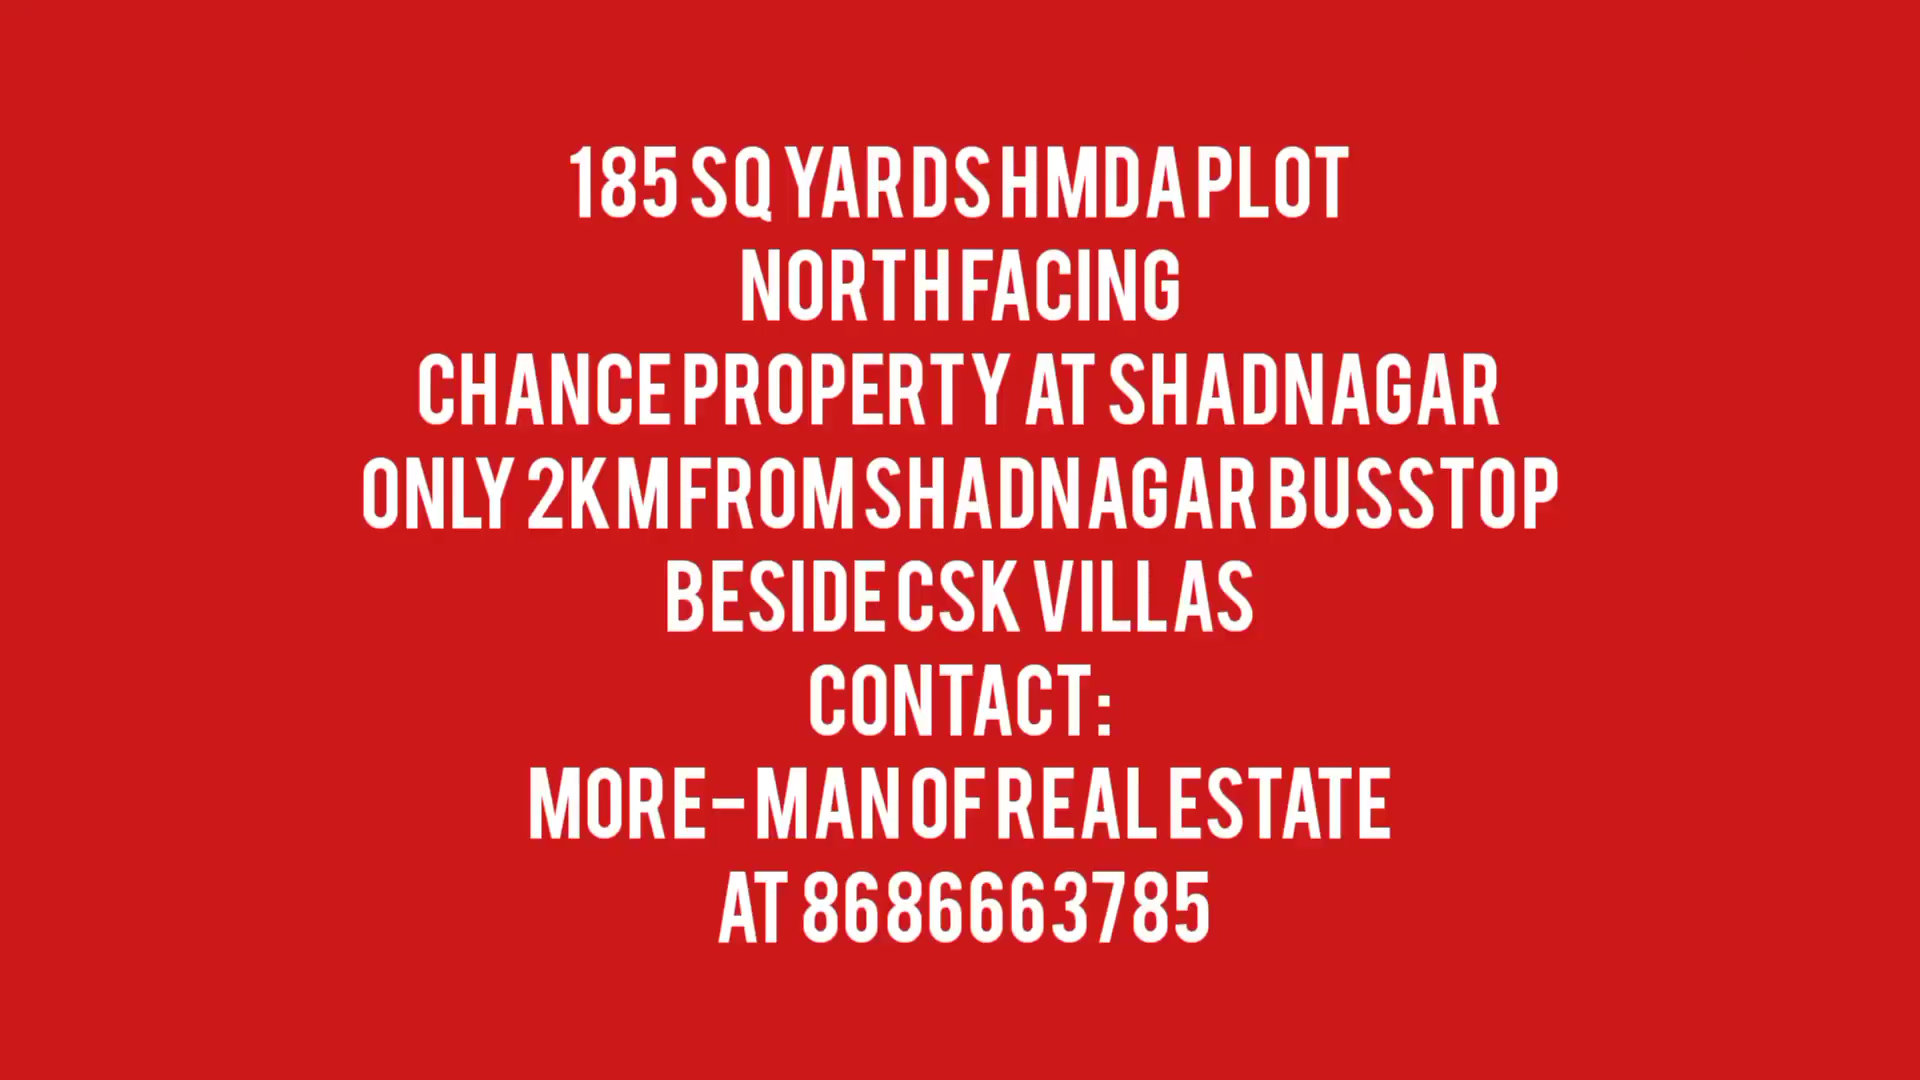 185 SQ YARDS HMDA PLOT
NORTH FACING
CHANCE PROPERTY AT SHADNAGAR
ONLY 2KM FROM SHADNAGAR BUSSTOP
BESIDE CSK VILLAS
CONTACT:
MORE- MAN OF REAL ESTATE
AT 8686663785